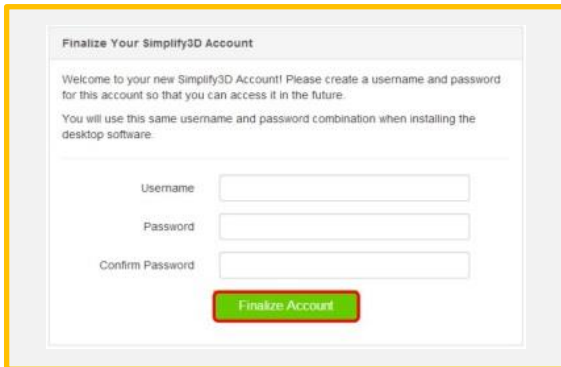 Finalize Your Simplify3D Account
Welcome to your new Simplify3D Account! Please create a username and password
for this account so that you can access it in the future.
You will use this same username and password combination when installing the
desktop software.
Username
Password
Confirm Password
Finalize Account